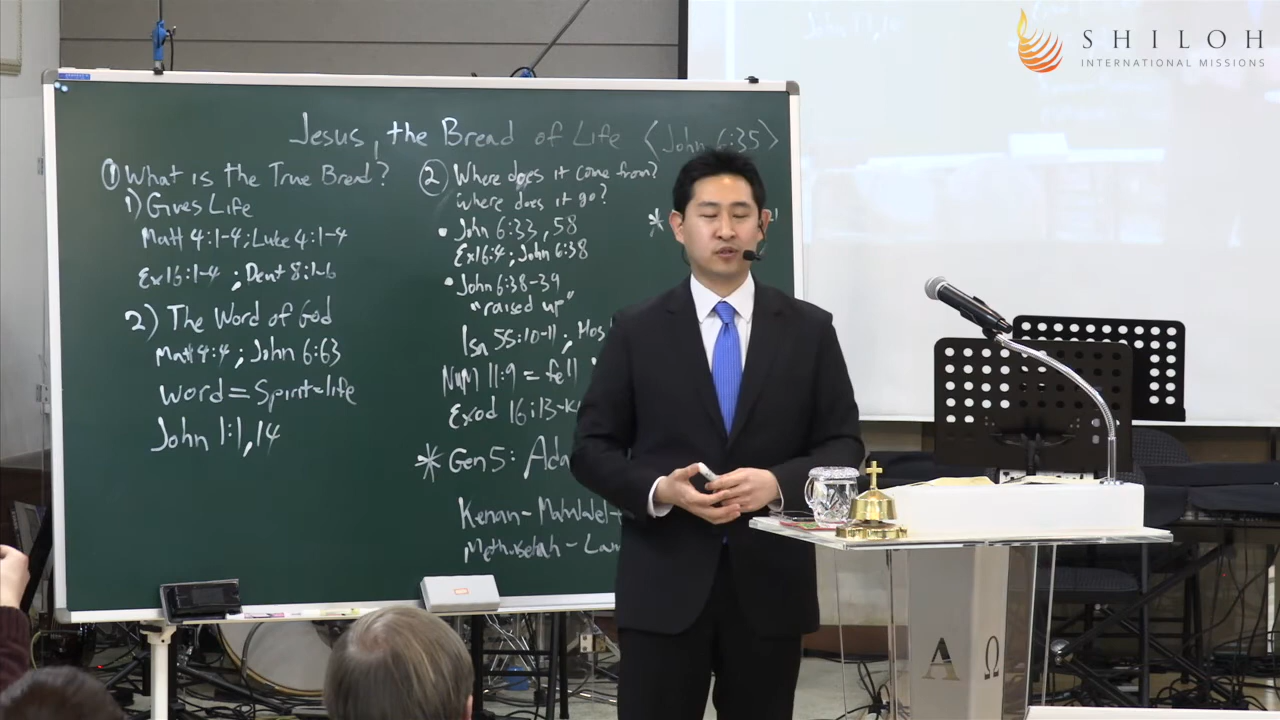 SHILOH
INTERNATIONAL MISSIONS
Jesus, the Bread of Life <John 6:35>
① What is the True Bread?
1) Gives Life
Matt 4:1-4; Luke 4:1-4
Ex 16:1-4; Deut 8:1-6
2) The Word of God
Matt 4:4; John 6:63
word = Spirit = life
John 1:1, 14
② Where does it come from?
Where does it go?
• John 6:33, 58
Ex 16:4; John 6:38
• John 6:38-39
"raised up"
Isa 55:10-11; Hos
Num 11:9 = fell
Exod 16:13-
* Gen 5: Ada
Kenan - Mahalalel -
Methuselah - Lam
*
A Ω